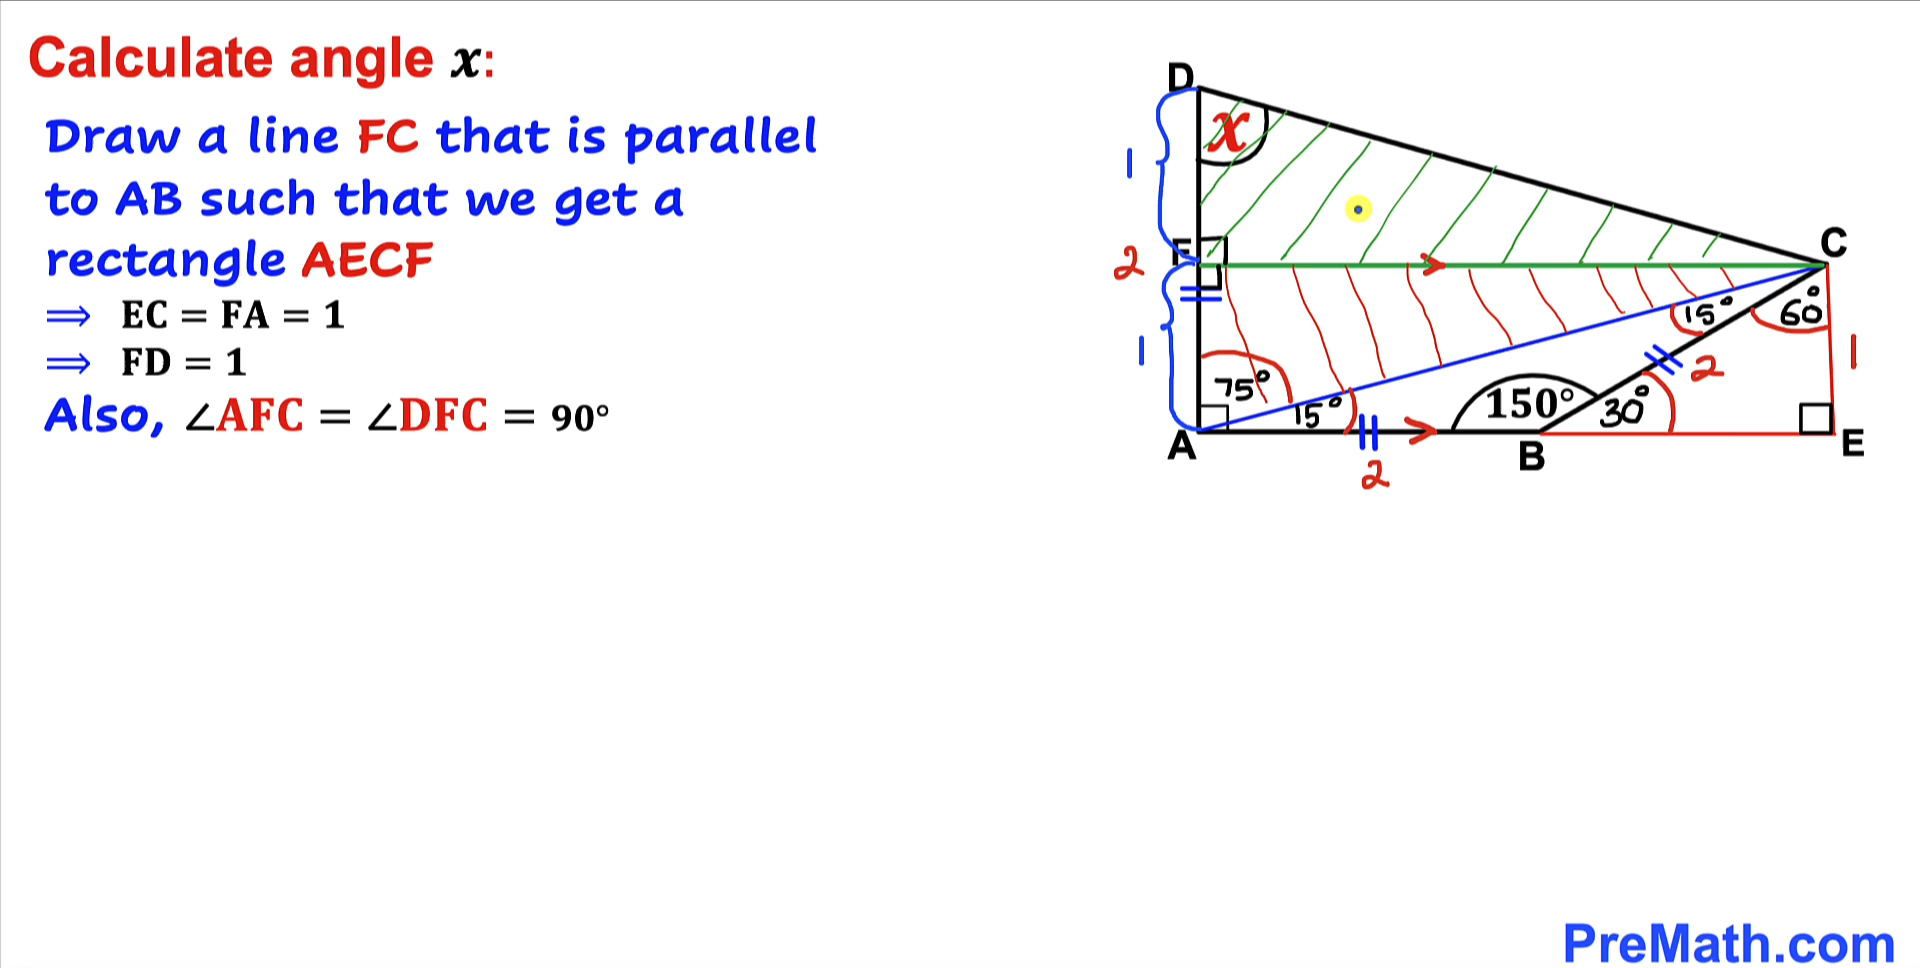 Calculate angle x:
Draw a line FC that is parallel
to AB such that we get a
rectangle AECF
⟹ EC = FA = 1
⟹ FD = 1
Also, ∠AFC = ∠DFC = 90°
D
x
1
F
C
2
15°
60°
1
75°
15°
150°
30°
2
1
A
B
E
2
PreMath.com